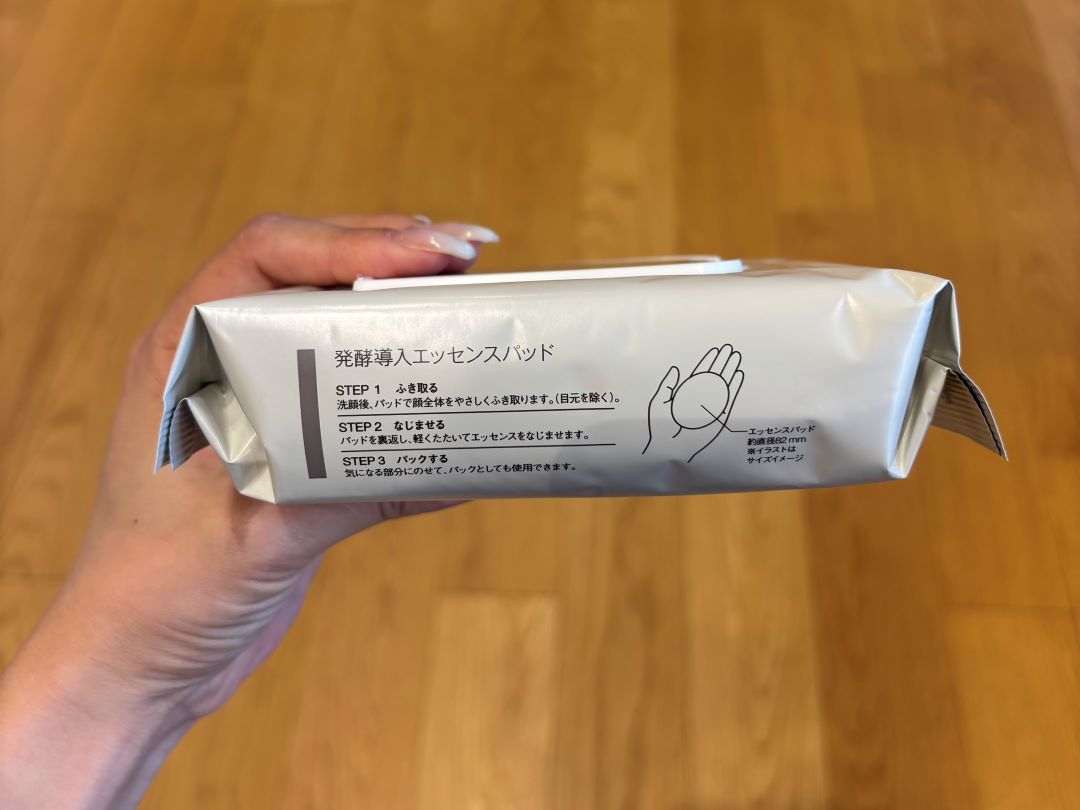 発酵導入エッセンスパッド
STEP 1 ふき取る
洗顔後、パッドで顔全体をやさしくふき取ります。(目元を除く)。
STEP 2 なじませる
パッドを裏返し、軽くたたいてエッセンスをなじませます。
STEP 3 パックする
気になる部分にのせて、パックとしても使用できます。
エッセンスパッド
約直径82mm
※イラストは
サイズイメージ